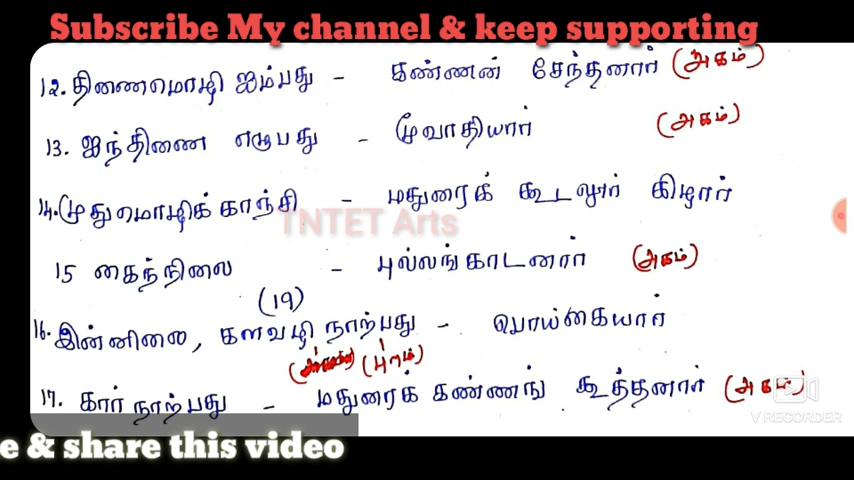 Subscribe My channel & keep supporting
12. திணைமொழி ஐம்பது - கண்ணன் சேந்தனார் (அகம்)
13. ஐந்திணை எழுபது - மூவாதியார் (அகம்)
14. முதுமொழிக் காஞ்சி - மதுரைக் கூடலூர் கிழார்
TNTET Arts
15 கைந்நிலை - புல்லங்காடனார் (அகம்)
(19)
16. இன்னிலை, களவழி நாற்பது - பொய்கையார்
(புறம்)
17. கார் நாற்பது - மதுரைக் கண்ணங் கூத்தனார் (அகம்)
V RECORDER
e & share this video